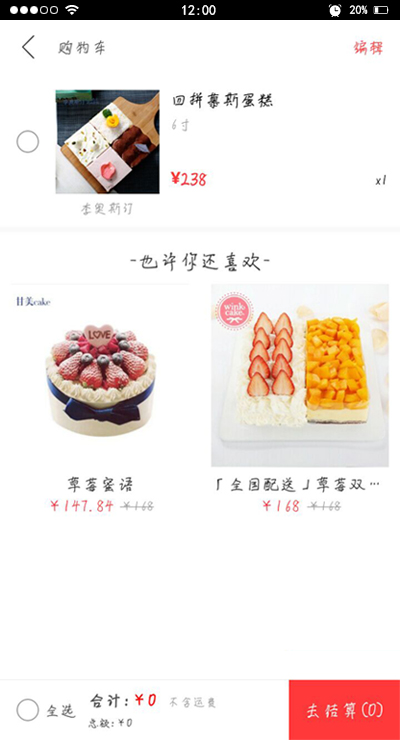 12:00
20%
购物车
编辑
回拼慕斯蛋糕
6寸
¥238
x1
李奥斯订
-也许你还喜欢-
甘美cake
LOVE
wink cake.
草莓蜜语
「全国配送」草莓双…
¥147.84 ¥168
¥168 ¥168
全选
合计:¥0 不含运费
总额:¥0
去结算(0)